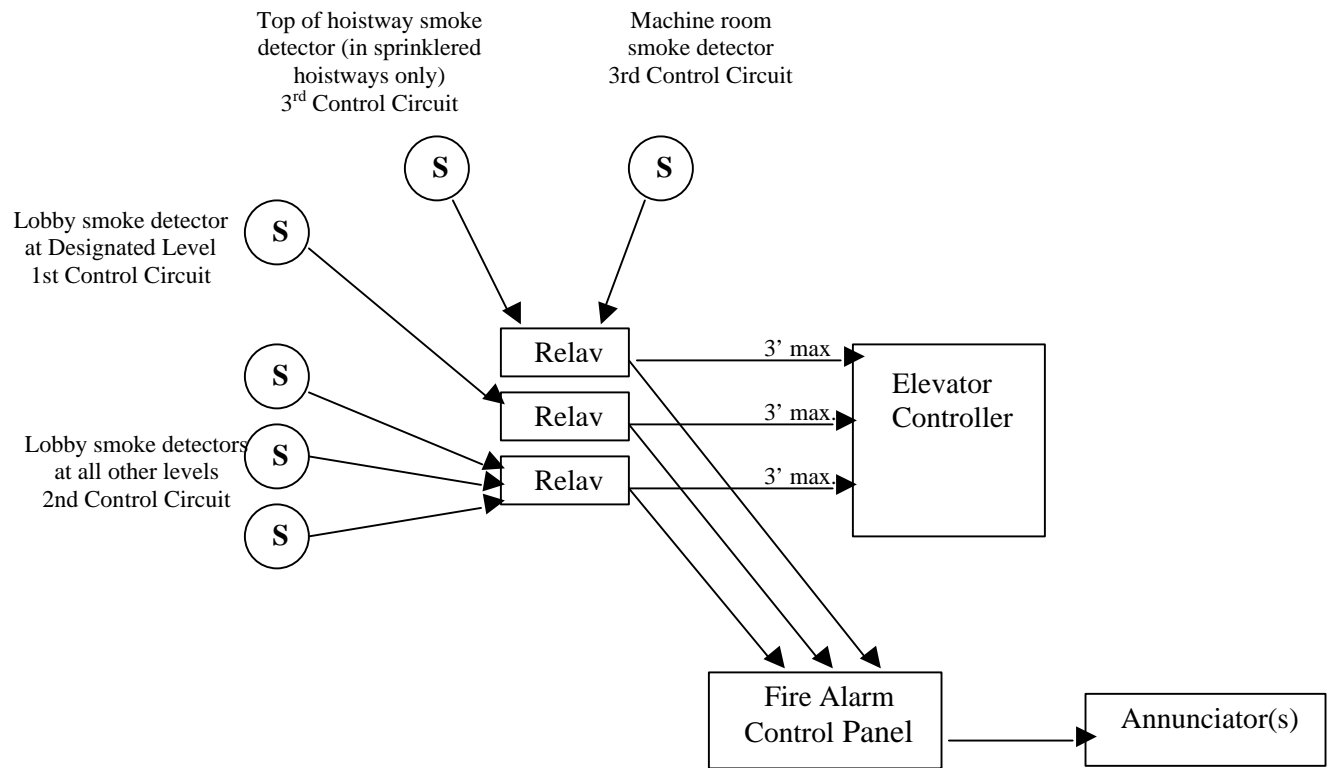 Top of hoistway smoke
detector (in sprinklered
hoistways only)
3rd Control Circuit
Machine room
smoke detector
3rd Control Circuit
S
S
Lobby smoke detector
at Designated Level
1st Control Circuit
S
Relav
3’ max
Elevator
Controller
S
Relav
3’ max.
Lobby smoke detectors
at all other levels
2nd Control Circuit
S
Relav
3’ max.
S
Fire Alarm
Control Panel
Annunciator(s)